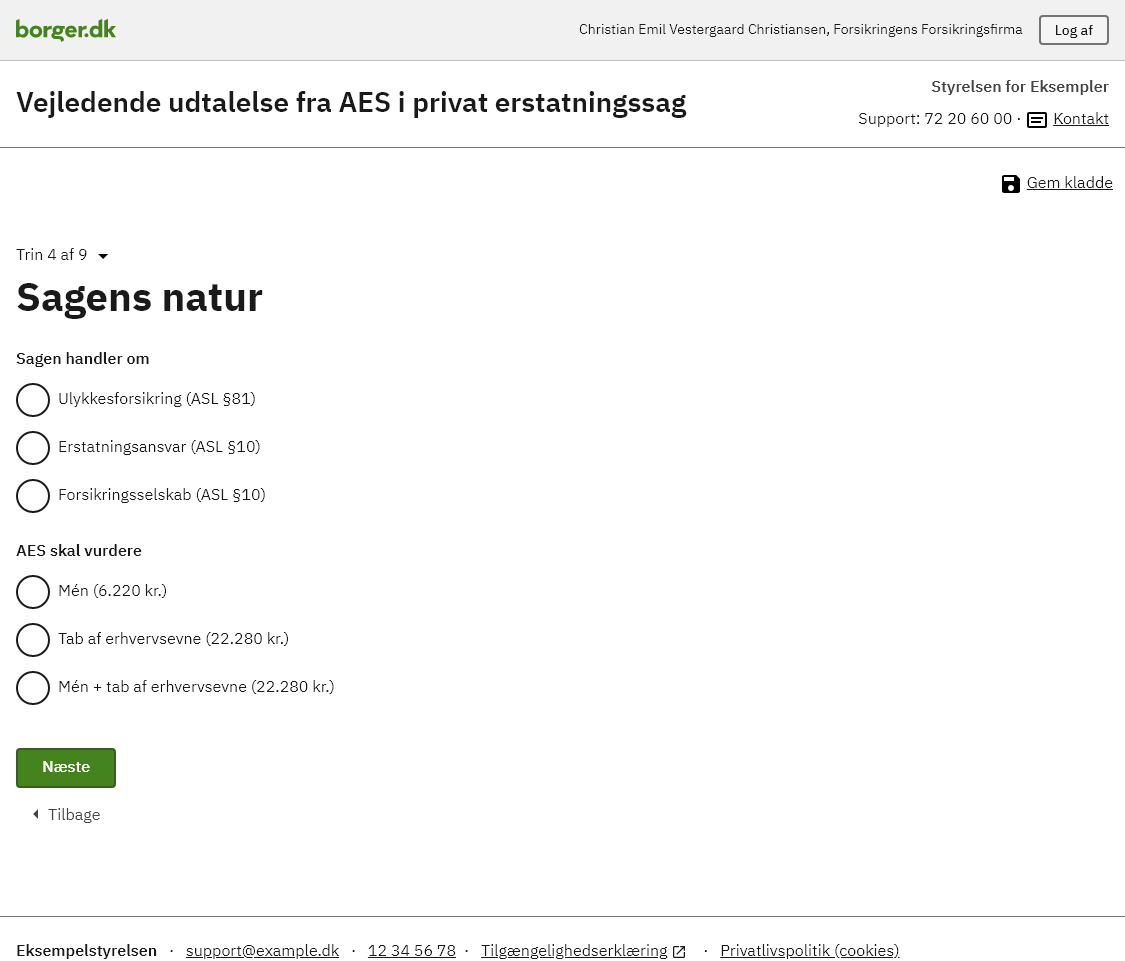 borger.dk
Christian Emil Vestergaard Christiansen, Forsikringens Forsikringsfirma
Log af
Vejledende udtalelse fra AES i privat erstatningssag
Styrelsen for Eksempler
Support: 72 20 60 00 · Kontakt
Gem kladde
Trin 4 af 9
Sagens natur
Sagen handler om
Ulykkesforsikring (ASL §81)
Erstatningsansvar (ASL §10)
Forsikringsselskab (ASL §10)
AES skal vurdere
Mén (6.220 kr.)
Tab af erhvervsevne (22.280 kr.)
Mén + tab af erhvervsevne (22.280 kr.)
Næste
Tilbage
Eksempelstyrelsen · support@example.dk · 12 34 56 78 · Tilgængelighedserklæring · Privatlivspolitik (cookies)